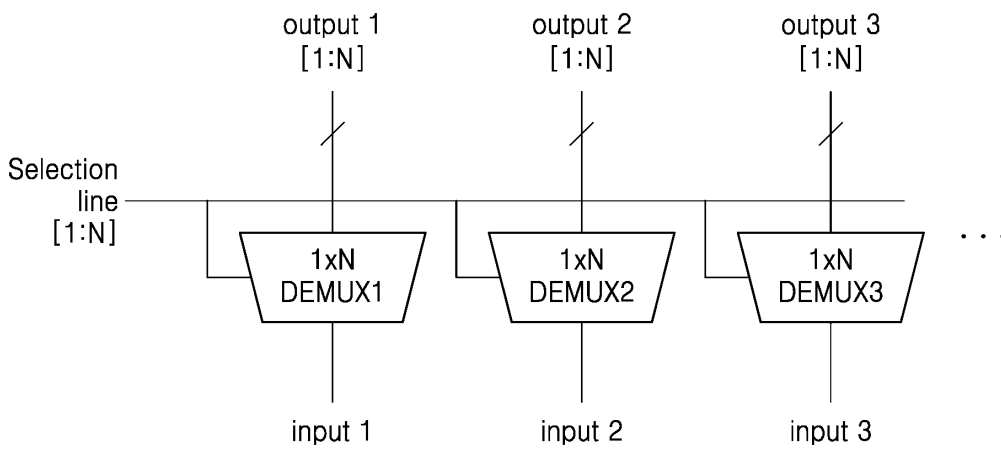 output 1
[1:N]
output 2
[1:N]
output 3
[1:N]
Selection
line
[1:N]
1xN
DEMUX1
1xN
DEMUX2
1xN
DEMUX3
. . .
input 1
input 2
input 3